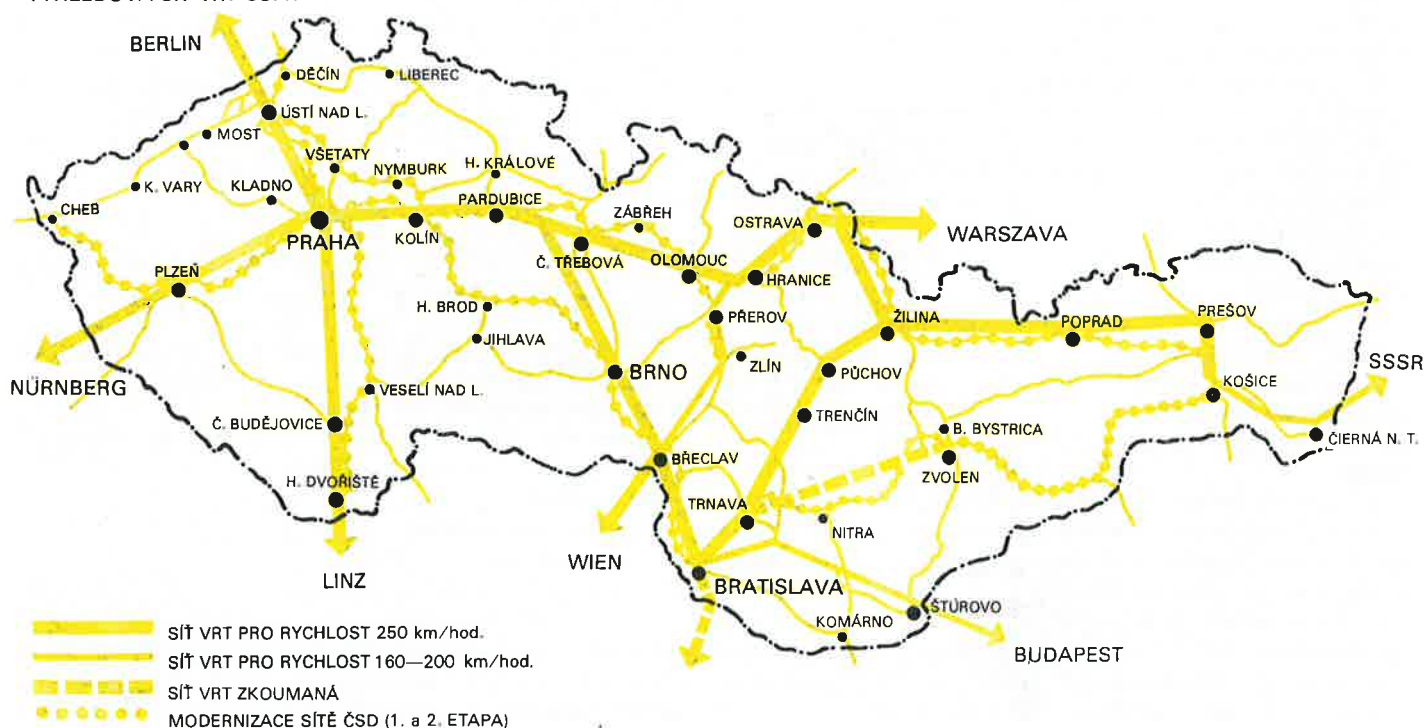 BERLIN
DĚČÍN
LIBEREC
ÚSTÍ NAD L.
MOST
VŠETATY
NYMBURK
H. KRÁLOVÉ
K. VARY
KLADNO
PARDUBICE
CHEB
ZÁBŘEH
OSTRAVA
PRAHA
KOLÍN
WARSZAVA
Č. TŘEBOVÁ
OLOMOUC
PLZEŇ
HRANICE
H. BROD
PŘEROV
ŽILINA
POPRAD
PREŠOV
JIHLAVA
ZLÍN
SSSR
BRNO
PŮCHOV
NÜRNBERG
VESELÍ NAD L.
KOŠICE
TRENČÍN
Č. BUDĚJOVICE
B. BYSTRICA
ČIERNÁ N. T.
BŘECLAV
ZVOLEN
H. DVOŘIŠTĚ
TRNAVA
NITRA
WIEN
LINZ
BRATISLAVA
ŠTÚROVO
KOMÁRNO
BUDAPEST
SÍŤ VRT PRO RYCHLOST 250 km/hod.
SÍŤ VRT PRO RYCHLOST 160—200 km/hod.
SÍŤ VRT ZKOUMANÁ
MODERNIZACE SÍTĚ ČSD (1. a 2. ETAPA)